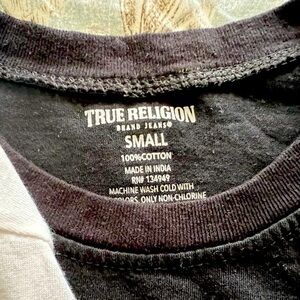 TRUE RELIGION
BRAND JEANS®
SMALL
100%COTTON
MADE IN INDIA
RN# 134949
MACHINE WASH COLD WITH
COLORS, ONLY NON-CHLORINE